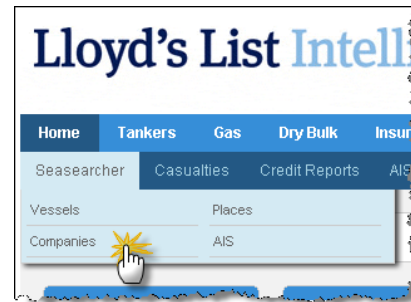 Lloyd's List Intelli
Home Tankers Gas Dry Bulk Insur
Seasearcher Casualties Credit Reports AIS
Vessels Places
Companies AIS